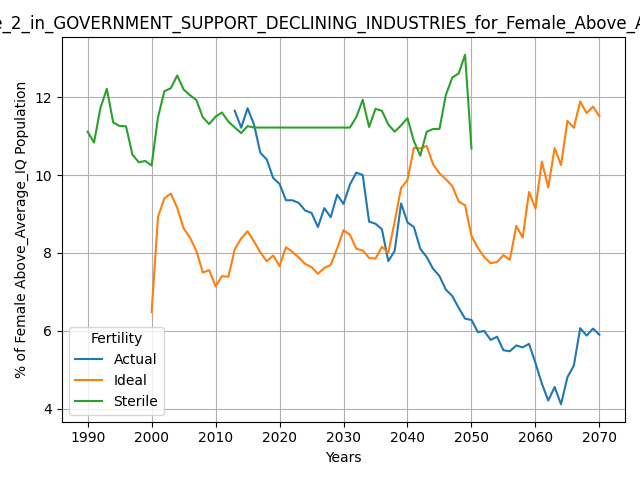 e_2_in_GOVERNMENT_SUPPORT_DECLINING_INDUSTRIES_for_Female_Above_A
% of Female Above_Average_IQ Population
12
10
8
6
4
Fertility
Actual
Ideal
Sterile
1990 2000 2010 2020 2030 2040 2050 2060 2070
Years